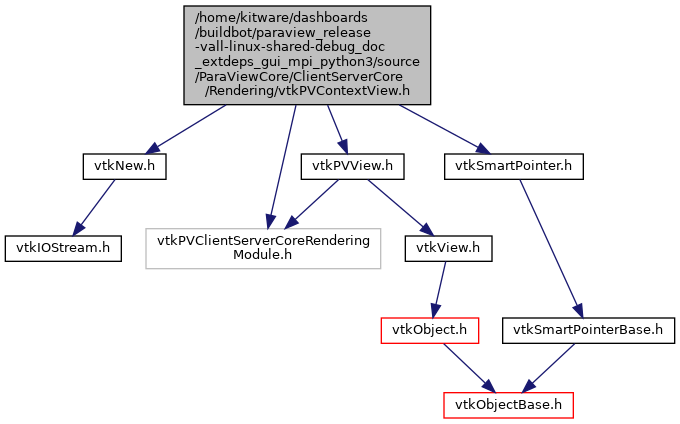 /home/kitware/dashboards
/buildbot/paraview_release
-vall-linux-shared-debug_doc
_extdeps_gui_mpi_python3/source
/ParaViewCore/ClientServerCore
/Rendering/vtkPVContextView.h
vtkNew.h
vtkPVView.h
vtkSmartPointer.h
vtkIOStream.h
vtkPVClientServerCoreRendering
Module.h
vtkView.h
vtkObject.h
vtkSmartPointerBase.h
vtkObjectBase.h